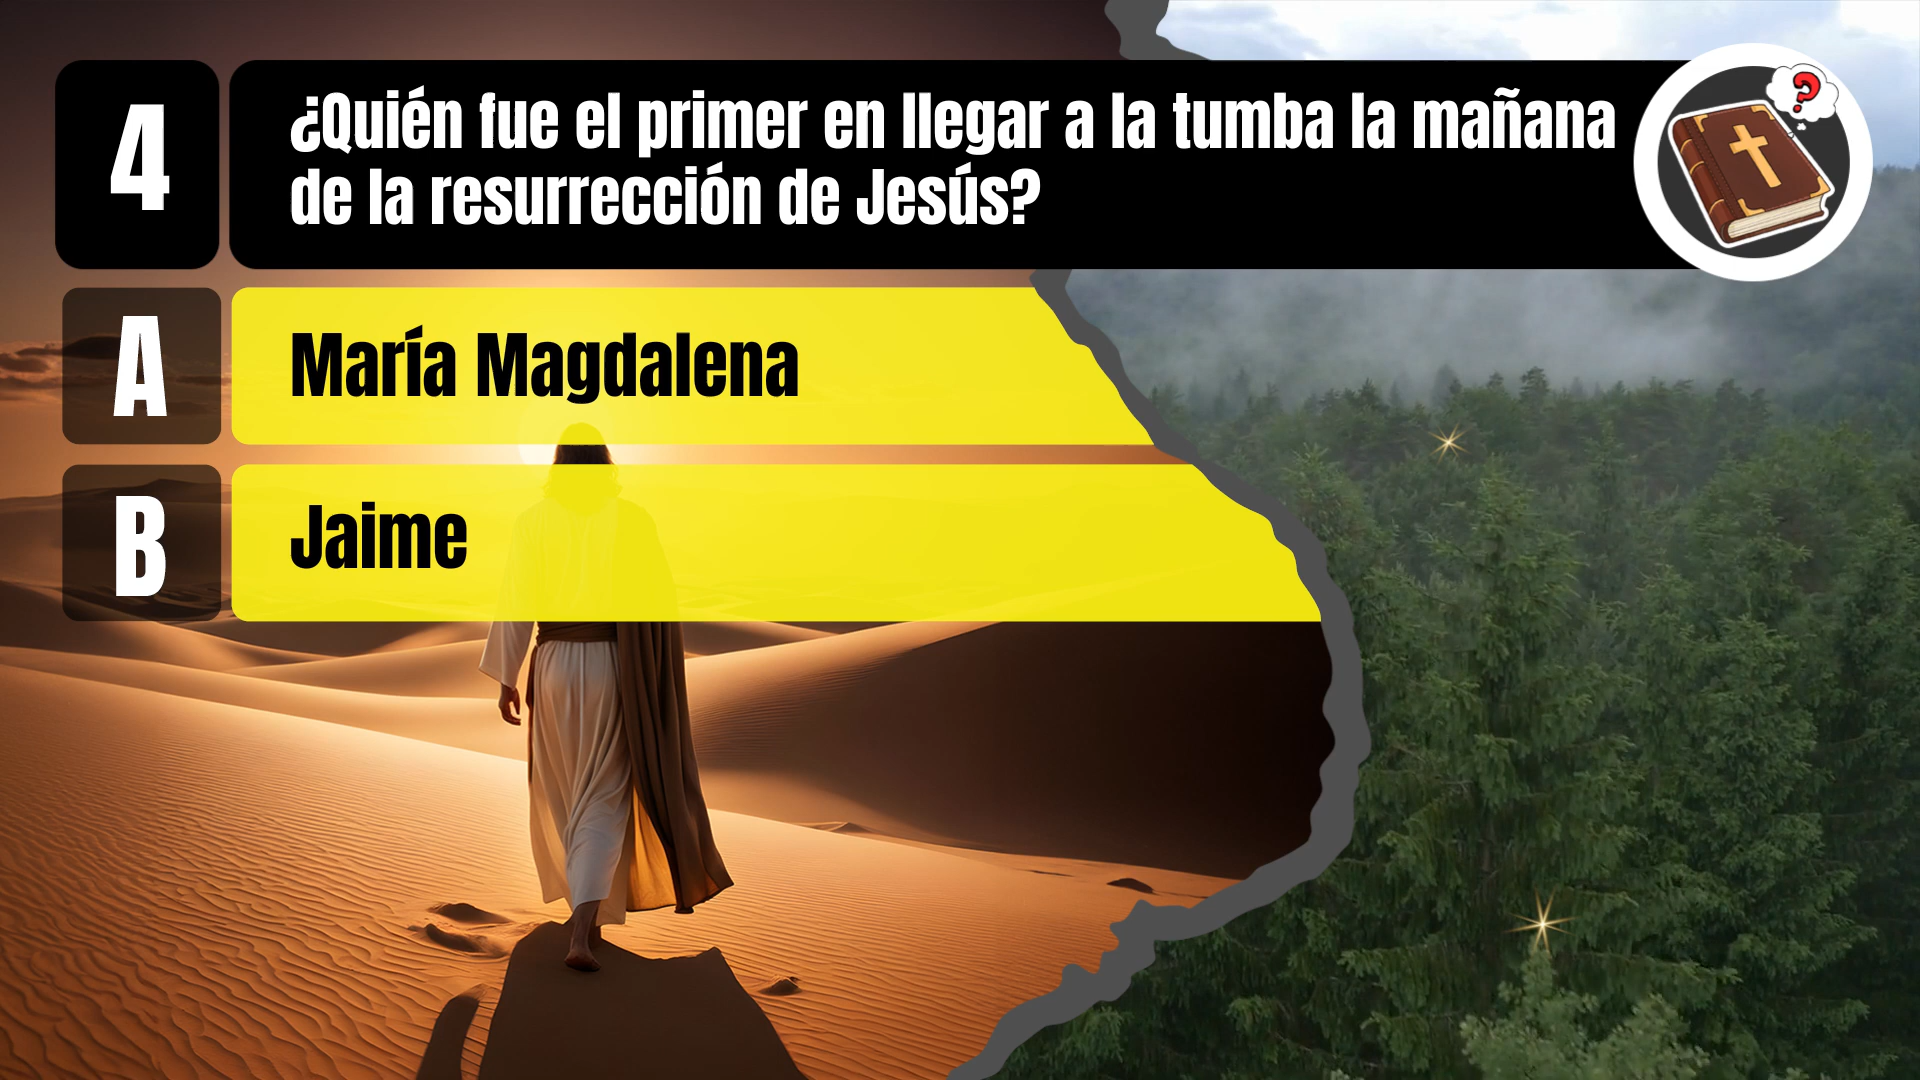 4
¿Quién fue el primer en llegar a la tumba la mañana
de la resurrección de Jesús?
?
A
María Magdalena
B
Jaime